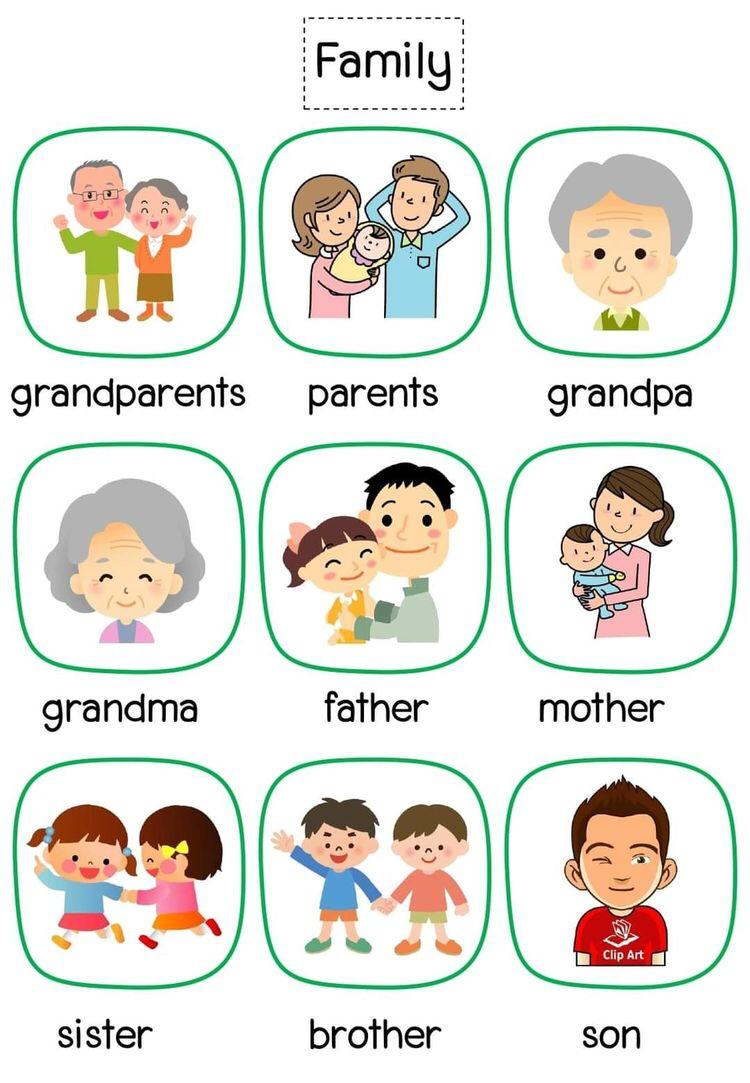 Family
grandparents
parents
grandpa
grandma
father
mother
Clip Art
sister
brother
son